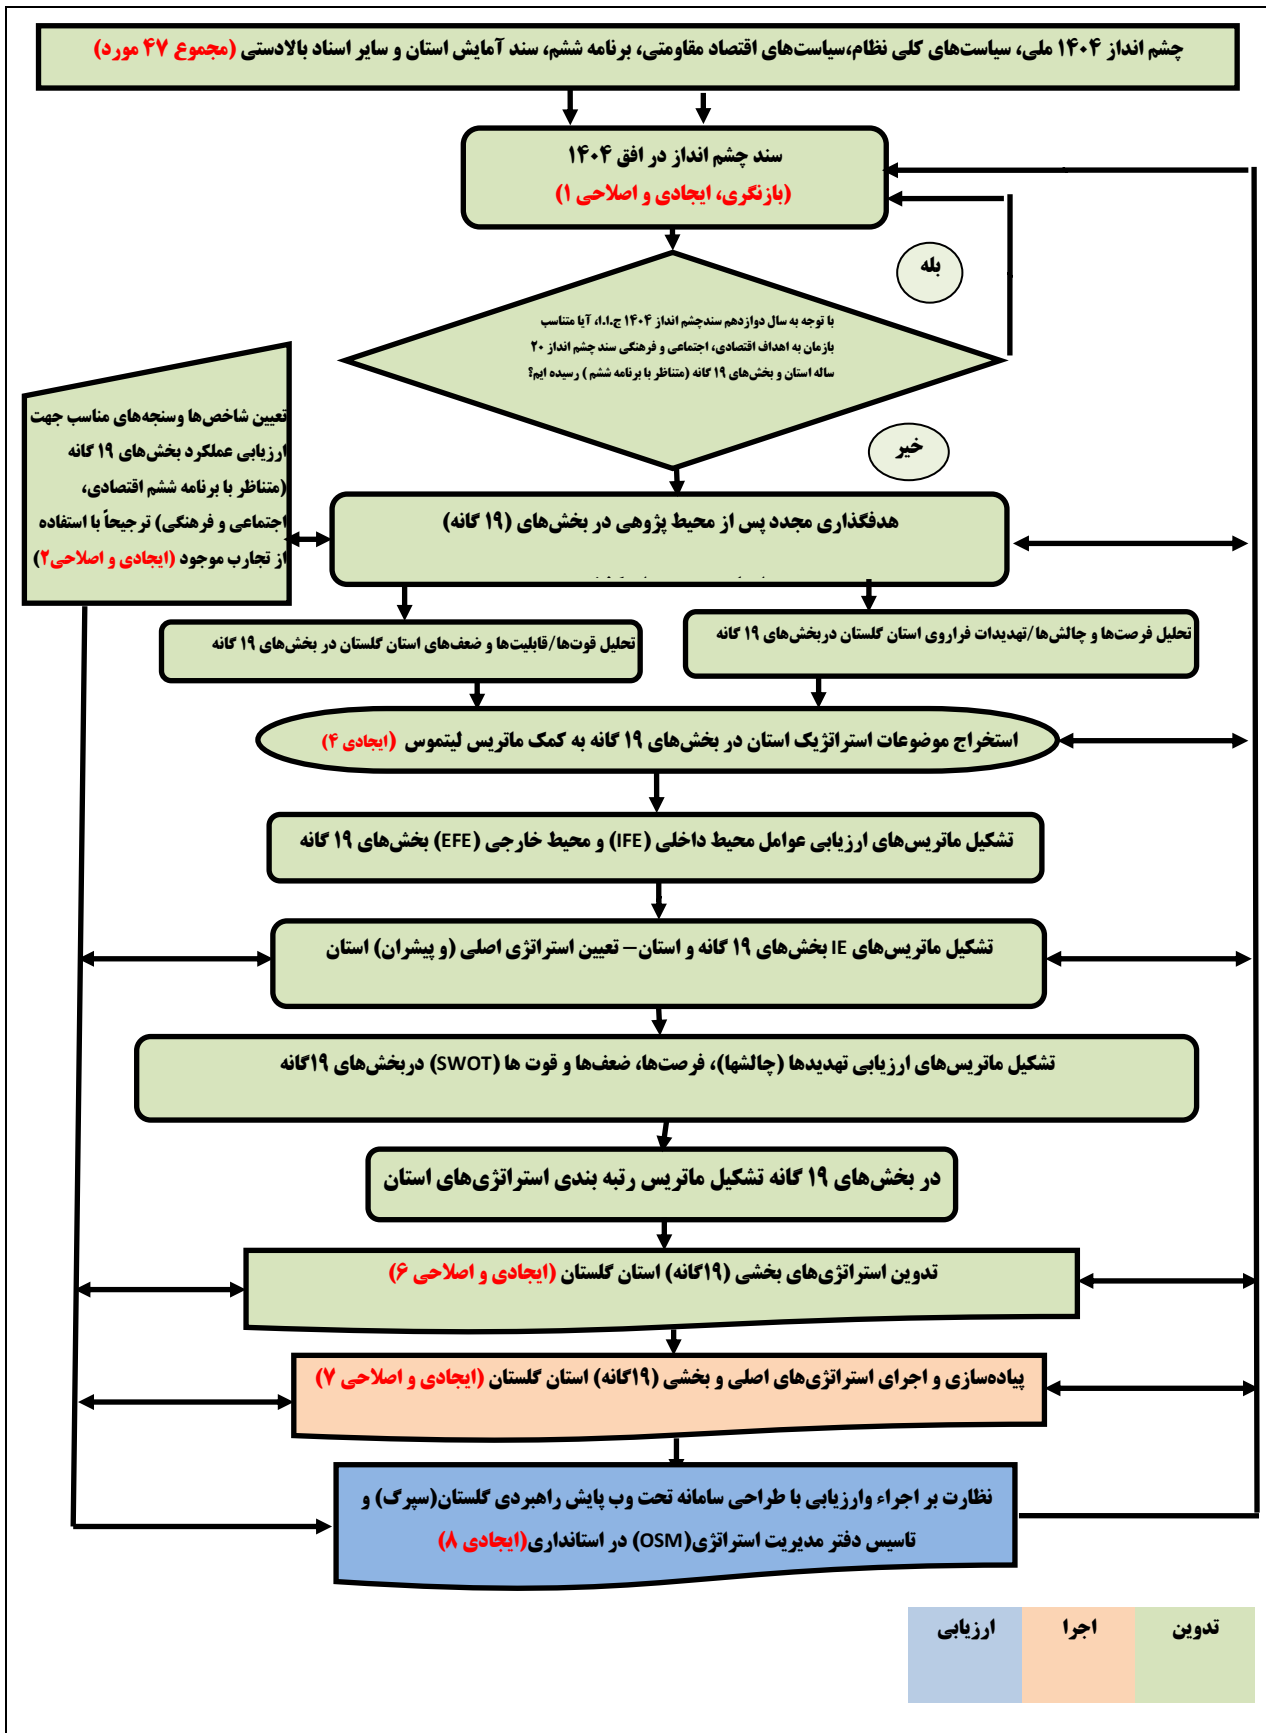 چشم انداز ۱۴۰۴ ملی، سیاست‌های کلی نظام،سیاست‌های اقتصاد مقاومتی، برنامه ششم، سند آمایش استان و سایر اسناد بالادستی (مجموع ۴۷ مورد)
سند چشم انداز در افق ۱۴۰۴
(بازنگری، ایجادی و اصلاحی ۱)
بله
با توجه به سال دوازدهم سندچشم انداز ۱۴۰۴ ج.ا.ا، آیا متناسب
بازمان به اهداف اقتصادی، اجتماعی و فرهنگی سند چشم انداز ۲۰
ساله استان و بخش‌های ۱۹ گانه (متناظر با برنامه ششم ) رسیده ایم؟
خیر
تعیین شاخص‌ها وسنجه‌های مناسب جهت
ارزیابی عملکرد بخش‌های ۱۹ گانه
(متناظر با برنامه ششم اقتصادی،
اجتماعی و فرهنگی) ترجیحاً با استفاده
از تجارب موجود (ایجادی و اصلاحی۲)
هدفگذاری مجدد پس از محیط پژوهی در بخش‌های (۱۹ گانه)
تحلیل فرصت‌ها و چالش‌ها/تهدیدات فراروی استان گلستان دربخش‌های ۱۹ گانه
تحلیل قوت‌ها/قابلیت‌ها و ضعف‌های استان گلستان در بخش‌های ۱۹ گانه
استخراج موضوعات استراتژیک استان در بخش‌های ۱۹ گانه به کمک ماتریس لیتموس (ایجادی ۴)
تشکیل ماتریس‌های ارزیابی عوامل محیط داخلی (IFE) و محیط خارجی (EFE) بخش‌های ۱۹ گانه
تشکیل ماتریس‌های IE بخش‌های ۱۹ گانه و استان– تعیین استراتژی اصلی (و پیشران) استان
تشکیل ماتریس‌های ارزیابی تهدیدها (چالشها)، فرصت‌ها، ضعف‌ها و قوت ها (SWOT) دربخش‌های ۱۹گانه
در بخش‌های ۱۹ گانه تشکیل ماتریس رتبه بندی استراتژی‌های استان
تدوین استراتژی‌های بخشی (۱۹گانه) استان گلستان (ایجادی و اصلاحی ۶)
پیاده‌سازی و اجرای استراتژی‌های اصلی و بخشی (۱۹گانه) استان گلستان (ایجادی و اصلاحی ۷)
نظارت بر اجراء وارزیابی با طراحی سامانه تحت وب پایش راهبردی گلستان(سپرگ) و
تاسیس دفتر مدیریت استراتژی(OSM) در استانداری(ایجادی ۸)
تدوین
اجرا
ارزیابی